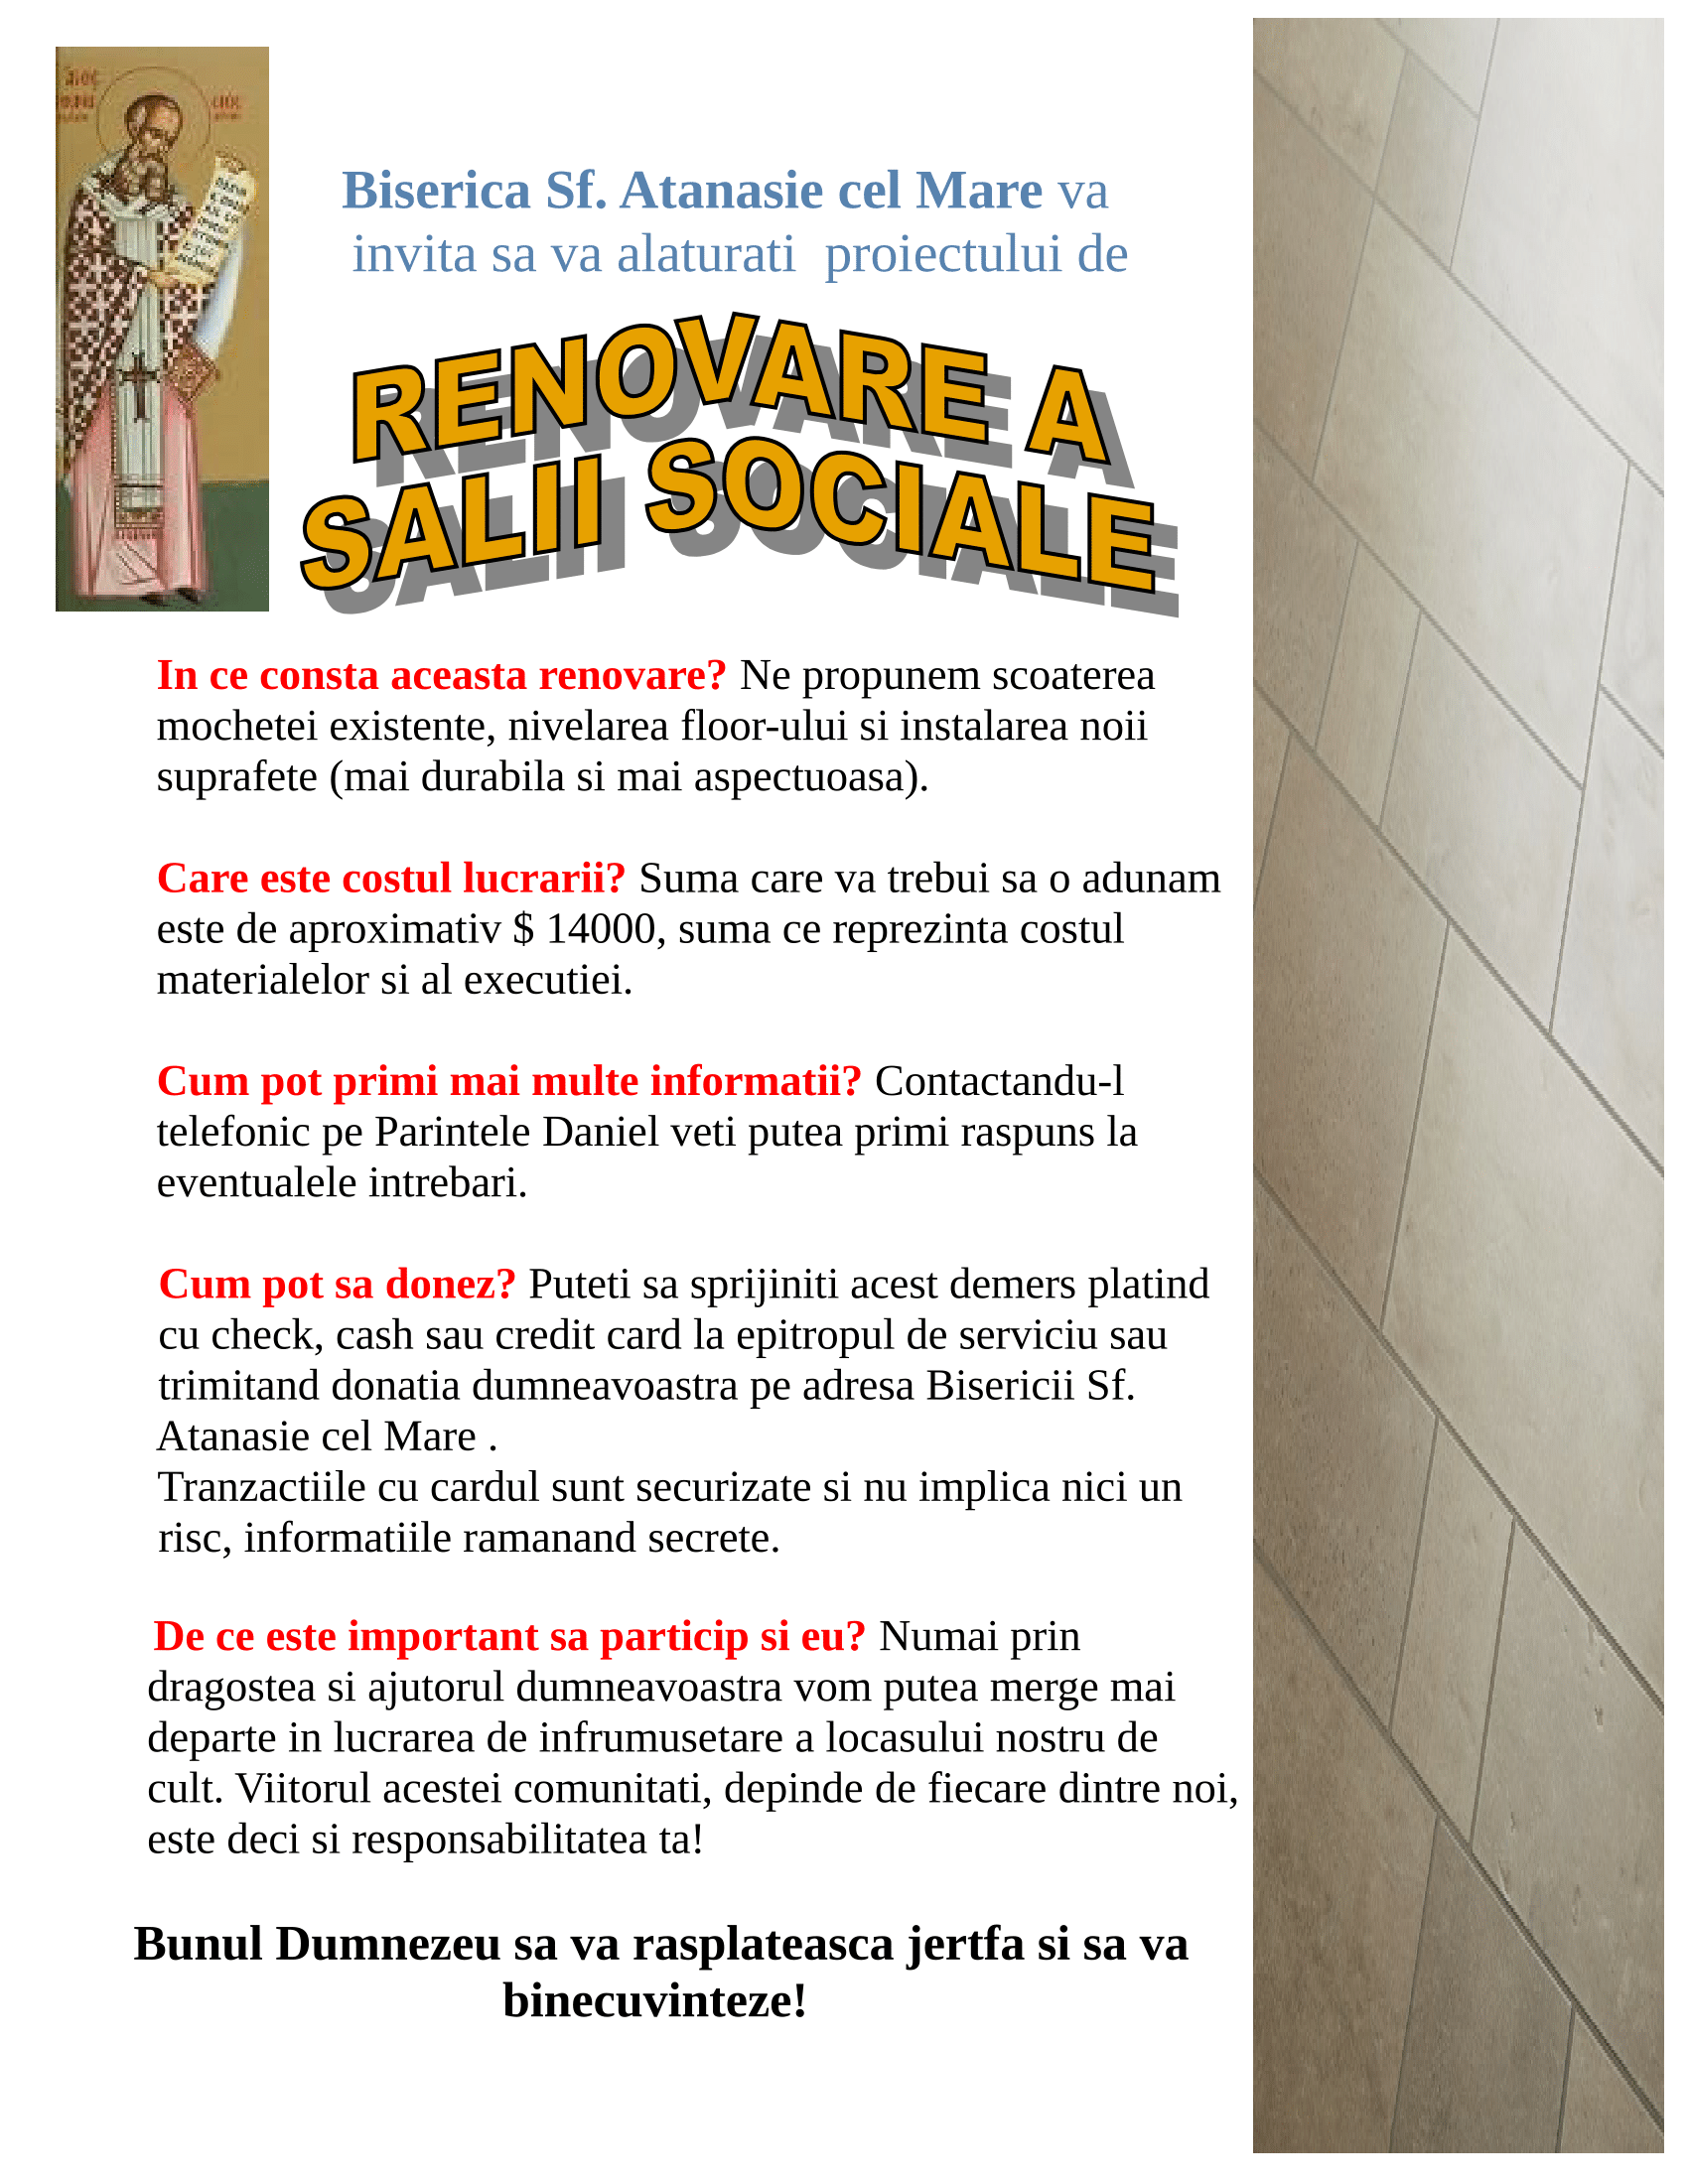 Biserica Sf. Atanasie cel Mare va
invita sa va alaturati proiectului de
RENOVARE A
SALII SOCIALE
In ce consta aceasta renovare? Ne propunem scoaterea
mochetei existente, nivelarea floor-ului si instalarea noii
suprafete (mai durabila si mai aspectuoasa).
Care este costul lucrarii? Suma care va trebui sa o adunam
este de aproximativ $ 14000, suma ce reprezinta costul
materialelor si al executiei.
Cum pot primi mai multe informatii? Contactandu-l
telefonic pe Parintele Daniel veti putea primi raspuns la
eventualele intrebari.
Cum pot sa donez? Puteti sa sprijiniti acest demers platind
cu check, cash sau credit card la epitropul de serviciu sau
trimitand donatia dumneavoastra pe adresa Bisericii Sf.
Atanasie cel Mare .
Tranzactiile cu cardul sunt securizate si nu implica nici un
risc, informatiile ramanand secrete.
De ce este important sa particip si eu? Numai prin
dragostea si ajutorul dumneavoastra vom putea merge mai
departe in lucrarea de infrumusetare a locasului nostru de
cult. Viitorul acestei comunitati, depinde de fiecare dintre noi,
este deci si responsabilitatea ta!
Bunul Dumnezeu sa va rasplateasca jertfa si sa va
binecuvinteze!